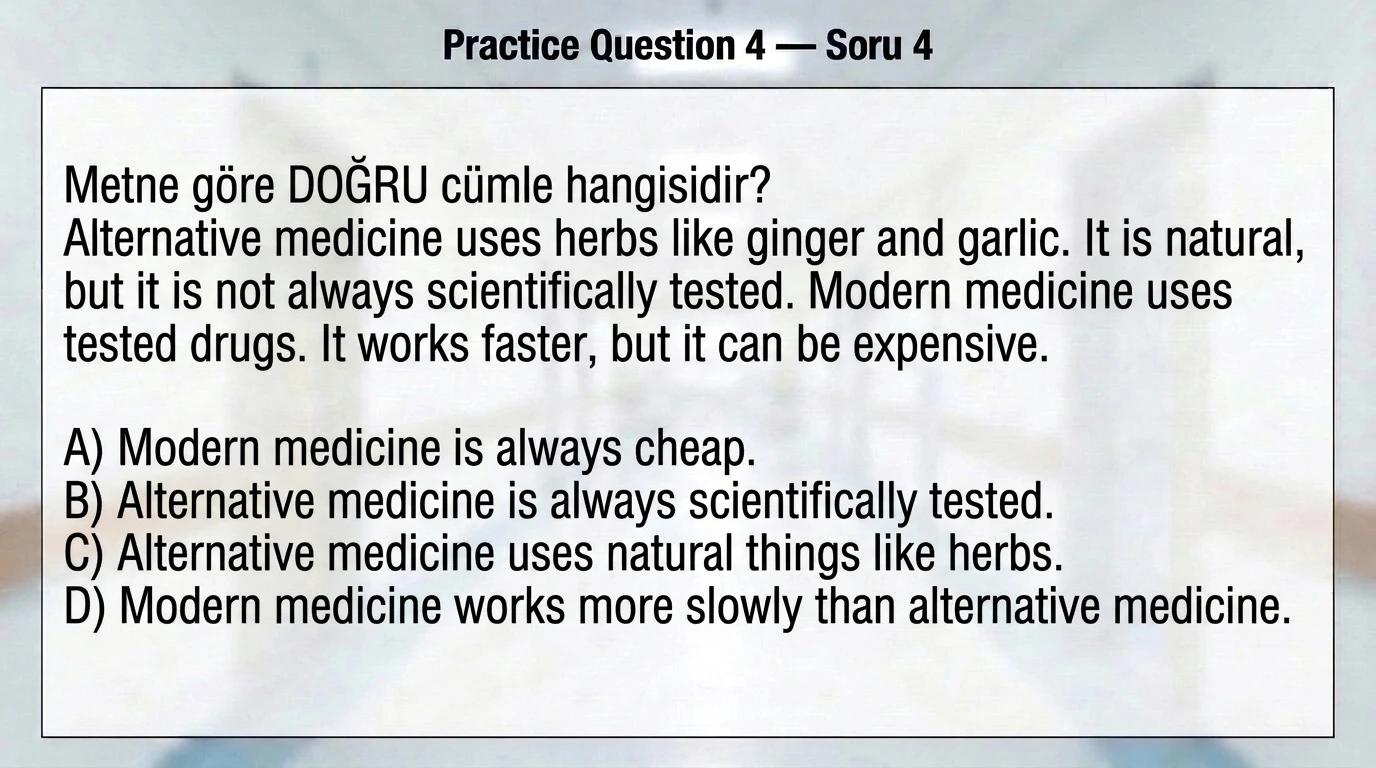 Practice Question 4 — Soru 4
Metne göre DOĞRU cümle hangisidir?
Alternative medicine uses herbs like ginger and garlic. It is natural,
but it is not always scientifically tested. Modern medicine uses
tested drugs. It works faster, but it can be expensive.
A) Modern medicine is always cheap.
B) Alternative medicine is always scientifically tested.
C) Alternative medicine uses natural things like herbs.
D) Modern medicine works more slowly than alternative medicine.